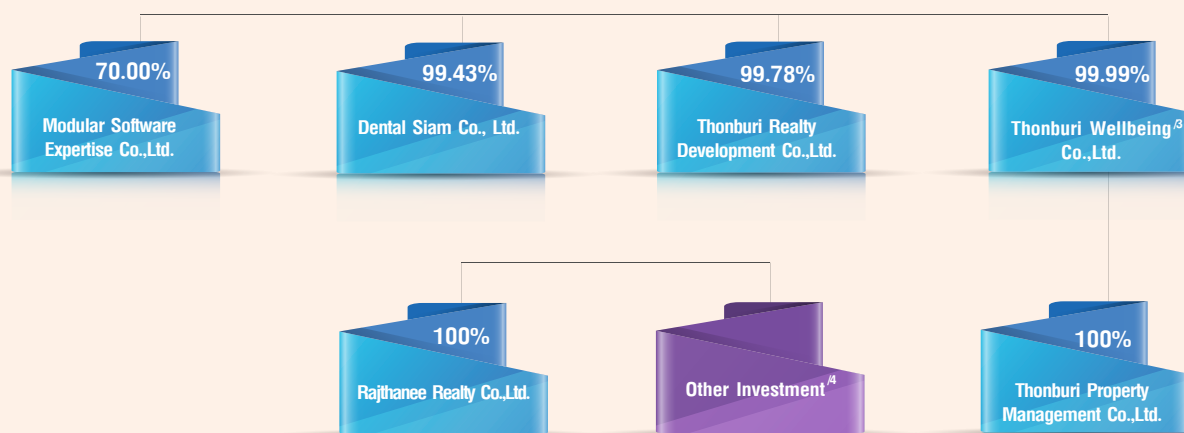 70.00%
Modular Software
Expertise Co.,Ltd.
99.43%
Dental Siam Co., Ltd.
99.78%
Thonburi Realty
Development Co.,Ltd.
99.99%
Thonburi Wellbeing/3
Co.,Ltd.
100%
Rajthanee Realty Co.,Ltd.
Other Investment/4
100%
Thonburi Property
Management Co.,Ltd.